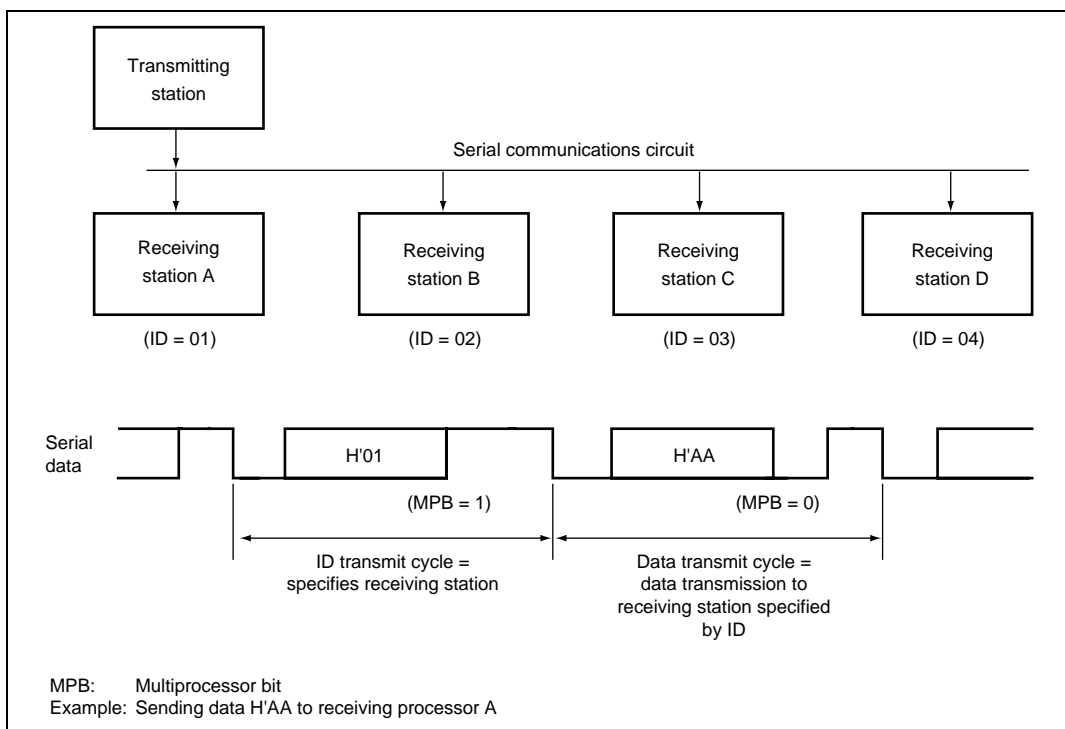 Transmitting
station
Serial communications circuit
Receiving
station A
Receiving
station B
Receiving
station C
Receiving
station D
(ID = 01)
(ID = 02)
(ID = 03)
(ID = 04)
Serial
data
H'01
H'AA
(MPB = 1)
(MPB = 0)
ID transmit cycle =
specifies receiving station
Data transmit cycle =
data transmission to
receiving station specified
by ID
MPB: Multiprocessor bit
Example: Sending data H'AA to receiving processor A